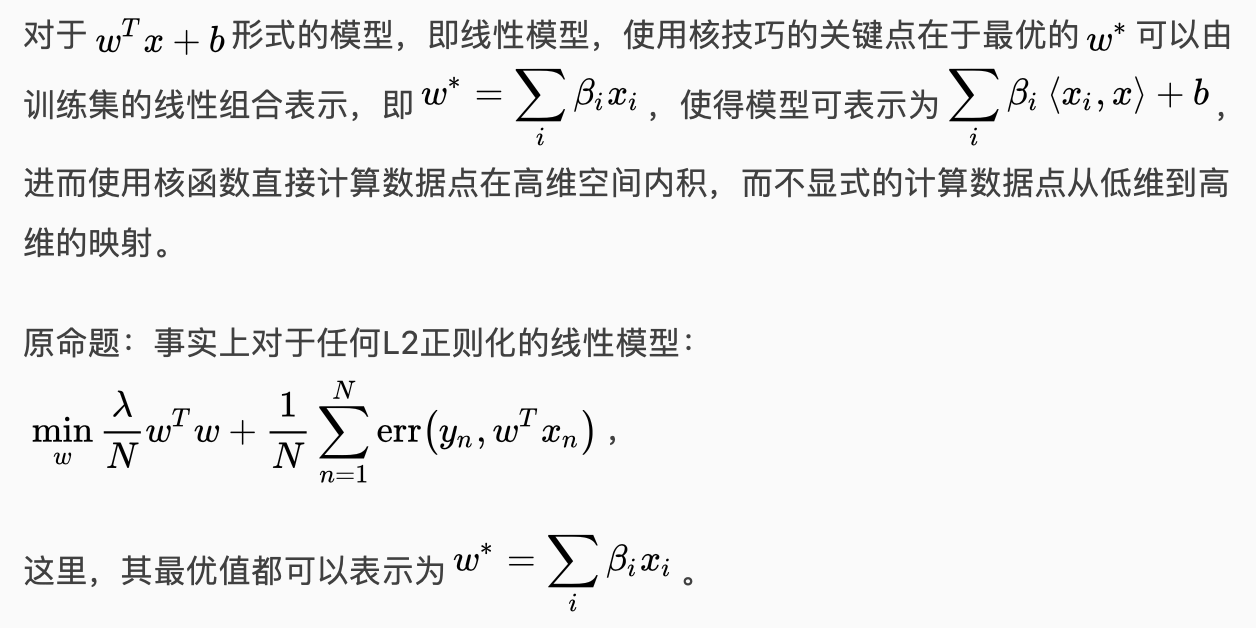 对于 $w^T x + b$ 形式的模型，即线性模型，使用核技巧的关键点在于最优的 $w^*$ 可以由
训练集的线性组合表示，即 $w^* = \sum_i \beta_i x_i$ ，使得模型可表示为 $\sum_i \beta_i \langle x_i, x \rangle + b$ ，
进而使用核函数直接计算数据点在高维空间内积，而不显式的计算数据点从低维到高
维的映射。
原命题：事实上对于任何L2正则化的线性模型：
$\min_w \frac{\lambda}{N} w^T w + \frac{1}{N} \sum_{n=1}^{N} \text{err}(y_n, w^T x_n)$ ，
这里，其最优值都可以表示为 $w^* = \sum_i \beta_i x_i$ 。